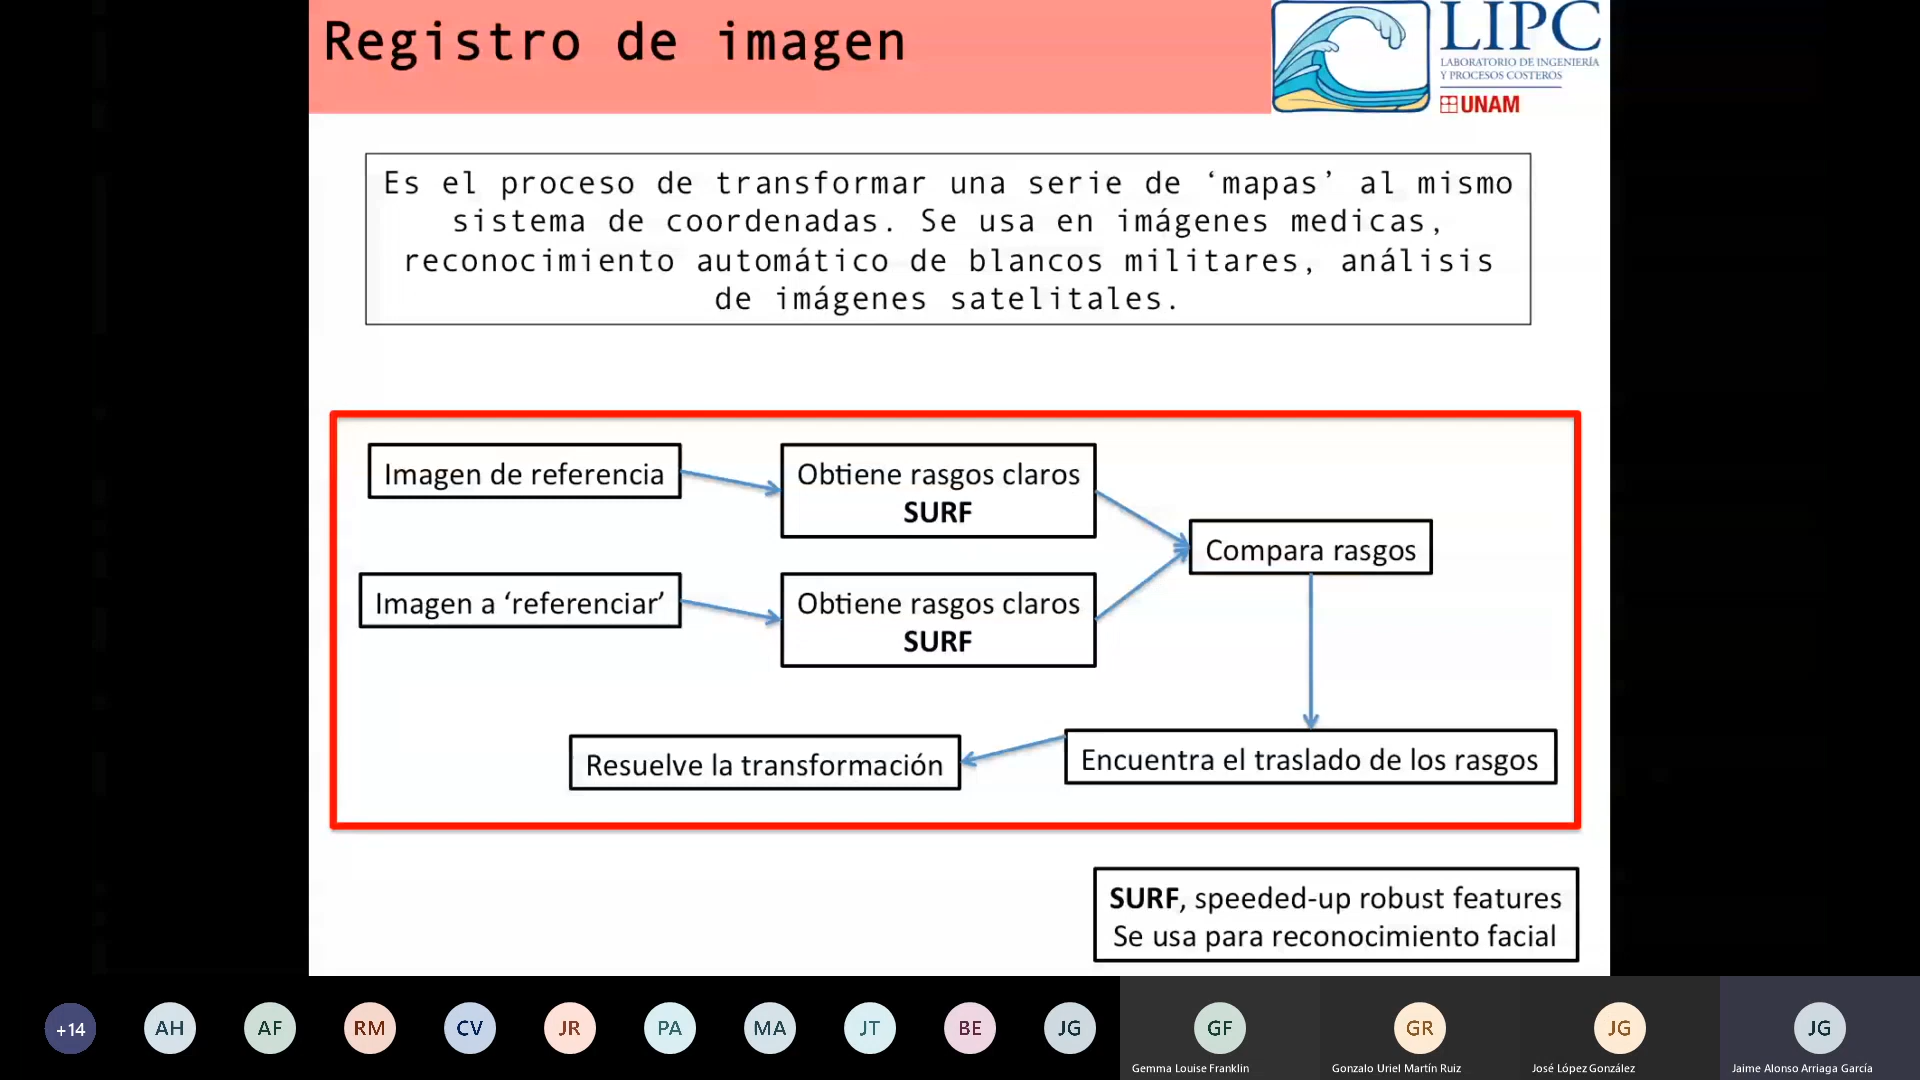 Registro de imagen
LIPC
LABORATORIO DE INGENIERÍA
Y PROCESOS COSTEROS
UNAM
Es el proceso de transformar una serie de ‘mapas’ al mismo
sistema de coordenadas. Se usa en imágenes medicas,
reconocimiento automático de blancos militares, análisis
de imágenes satelitales.
Imagen de referencia
Obtiene rasgos claros
SURF
Compara rasgos
Imagen a ‘referenciar’
Obtiene rasgos claros
SURF
Resuelve la transformación
Encuentra el traslado de los rasgos
SURF, speeded-up robust features
Se usa para reconocimiento facial
+14
AH
AF
RM
CV
JR
PA
MA
JT
BE
JG
GF
GR
JG
JG
Gemma Louise Franklin
Gonzalo Uriel Martín Ruiz
José López González
Jaime Alonso Arriaga García